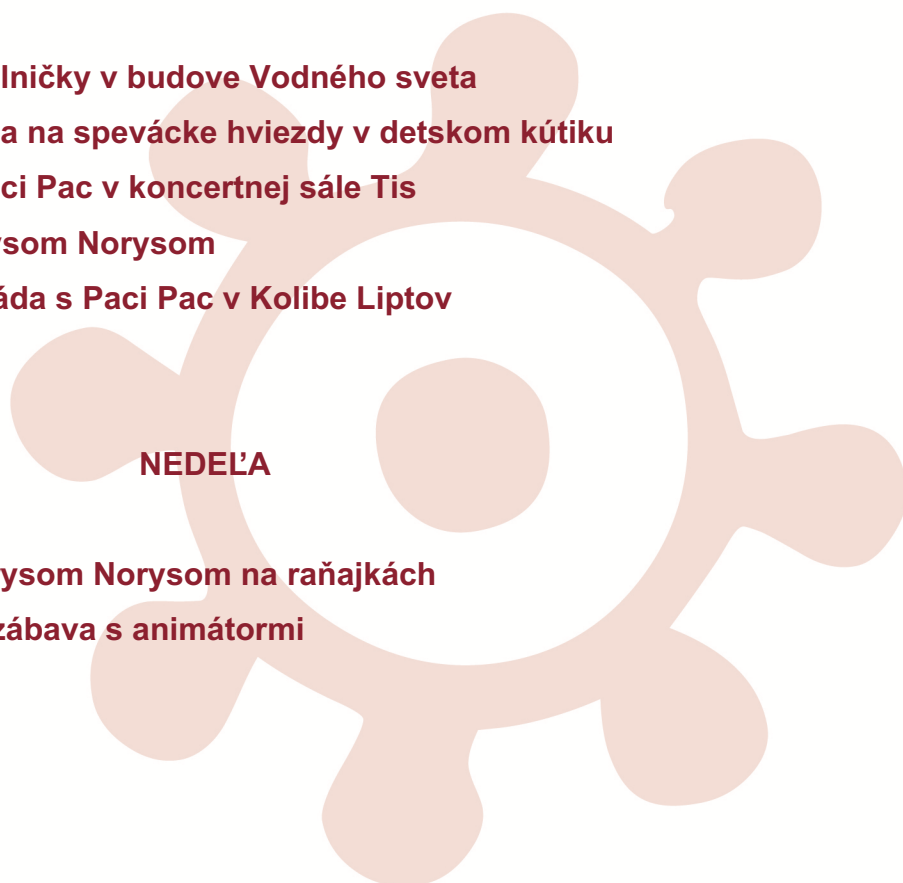 lničky v budove Vodného sveta
a na spevácke hviezdy v detskom kútiku
ci Pac v koncertnej sále Tis
ysom Norysom
áda s Paci Pac v Kolibe Liptov
NEDEĽA
rysom Norysom na raňajkách
zábava s animátormi